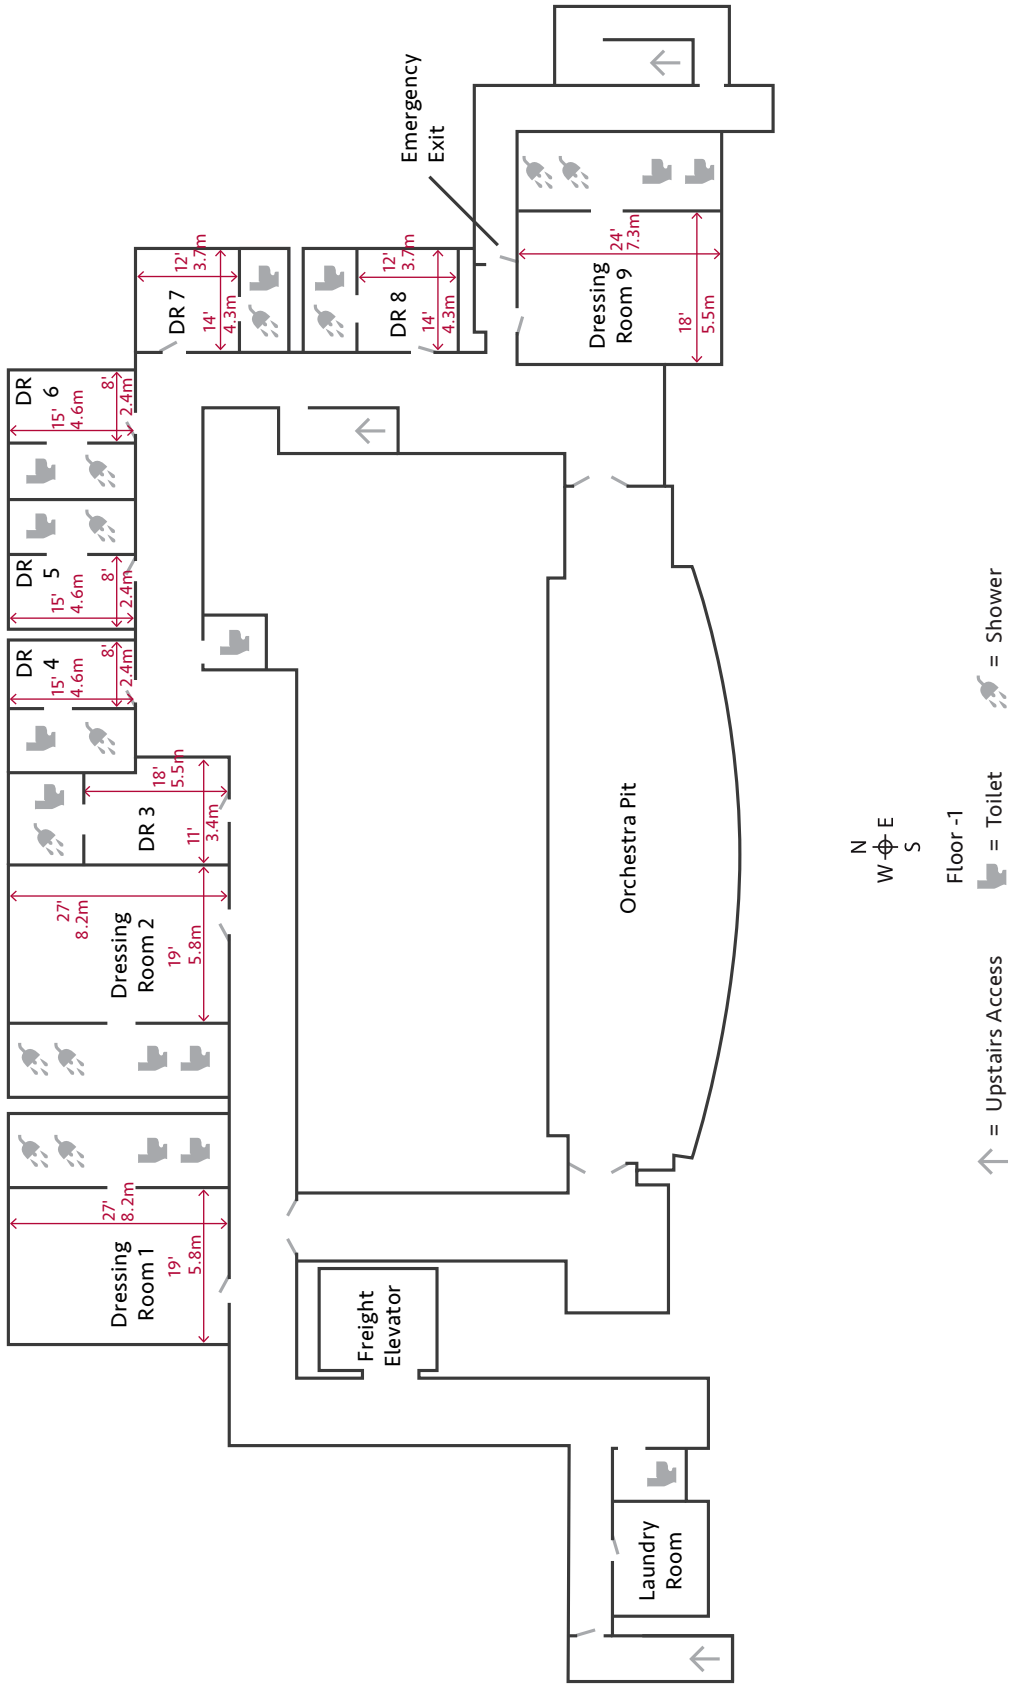 Emergency
Exit
12'
3.7m
14'
4.3m
DR 7
12'
3.7m
14'
4.3m
DR 8
24'
7.3m
18'
5.5m
Dressing
Room 9
DR
6
15'
4.6m
8'
2.4m
DR
5
15'
4.6m
8'
2.4m
DR
4
15'
4.6m
8'
2.4m
18'
5.5m
11'
3.4m
DR 3
27'
8.2m
19'
5.8m
Dressing
Room 2
27'
8.2m
19'
5.8m
Dressing
Room 1
Orchestra Pit
Freight
Elevator
Laundry
Room
N
W E
S
Floor -1
= Upstairs Access
= Toilet
= Shower